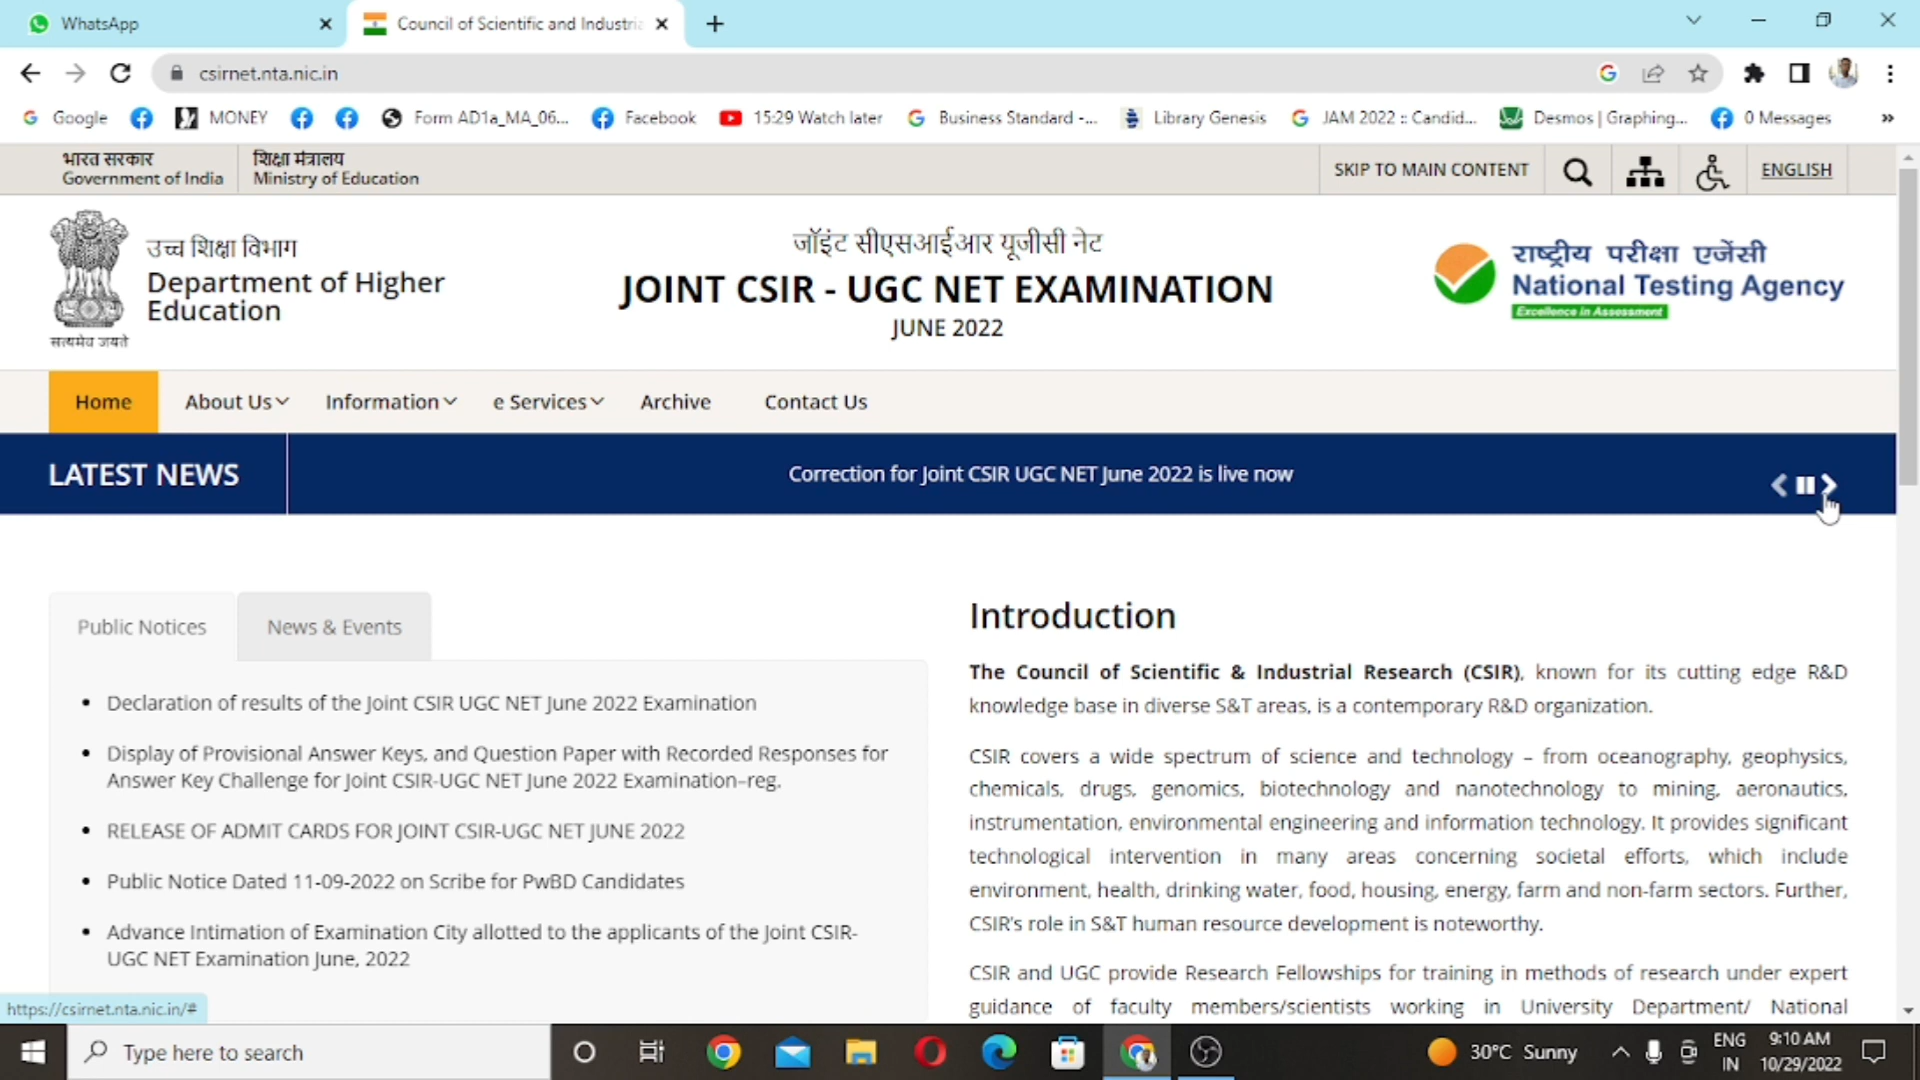 WhatsApp
Council of Scientific and Industria
csirnet.nta.nic.in
Google
MONEY
Form AD1a_MA_06...
Facebook
15:29 Watch later
Business Standard -...
Library Genesis
JAM 2022 :: Candid...
Desmos | Graphing...
0 Messages
»
भारत सरकार
Government of India
शिक्षा मंत्रालय
Ministry of Education
SKIP TO MAIN CONTENT
ENGLISH
सत्यमेव जयते
उच्च शिक्षा विभाग
Department of Higher
Education
जॉइंट सीएसआईआर यूजीसी नेट
JOINT CSIR - UGC NET EXAMINATION
JUNE 2022
राष्ट्रीय परीक्षा एजेंसी
National Testing Agency
Excellence in Assessment
Home
About Us
Information
e Services
Archive
Contact Us
LATEST NEWS
Correction for Joint CSIR UGC NET June 2022 is live now
Public Notices
News & Events
• Declaration of results of the Joint CSIR UGC NET June 2022 Examination
• Display of Provisional Answer Keys, and Question Paper with Recorded Responses for
Answer Key Challenge for Joint CSIR-UGC NET June 2022 Examination–reg.
• RELEASE OF ADMIT CARDS FOR JOINT CSIR-UGC NET JUNE 2022
• Public Notice Dated 11-09-2022 on Scribe for PwBD Candidates
• Advance Intimation of Examination City allotted to the applicants of the Joint CSIR-
UGC NET Examination June, 2022
Introduction
The Council of Scientific & Industrial Research (CSIR), known for its cutting edge R&D
knowledge base in diverse S&T areas, is a contemporary R&D organization.
CSIR covers a wide spectrum of science and technology – from oceanography, geophysics,
chemicals, drugs, genomics, biotechnology and nanotechnology to mining, aeronautics,
instrumentation, environmental engineering and information technology. It provides significant
technological intervention in many areas concerning societal efforts, which include
environment, health, drinking water, food, housing, energy, farm and non-farm sectors. Further,
CSIR's role in S&T human resource development is noteworthy.
CSIR and UGC provide Research Fellowships for training in methods of research under expert
guidance of faculty members/scientists working in University Department/ National
https://csirnet.nta.nic.in/#
Type here to search
30°C Sunny
ENG
IN
9:10 AM
10/29/2022